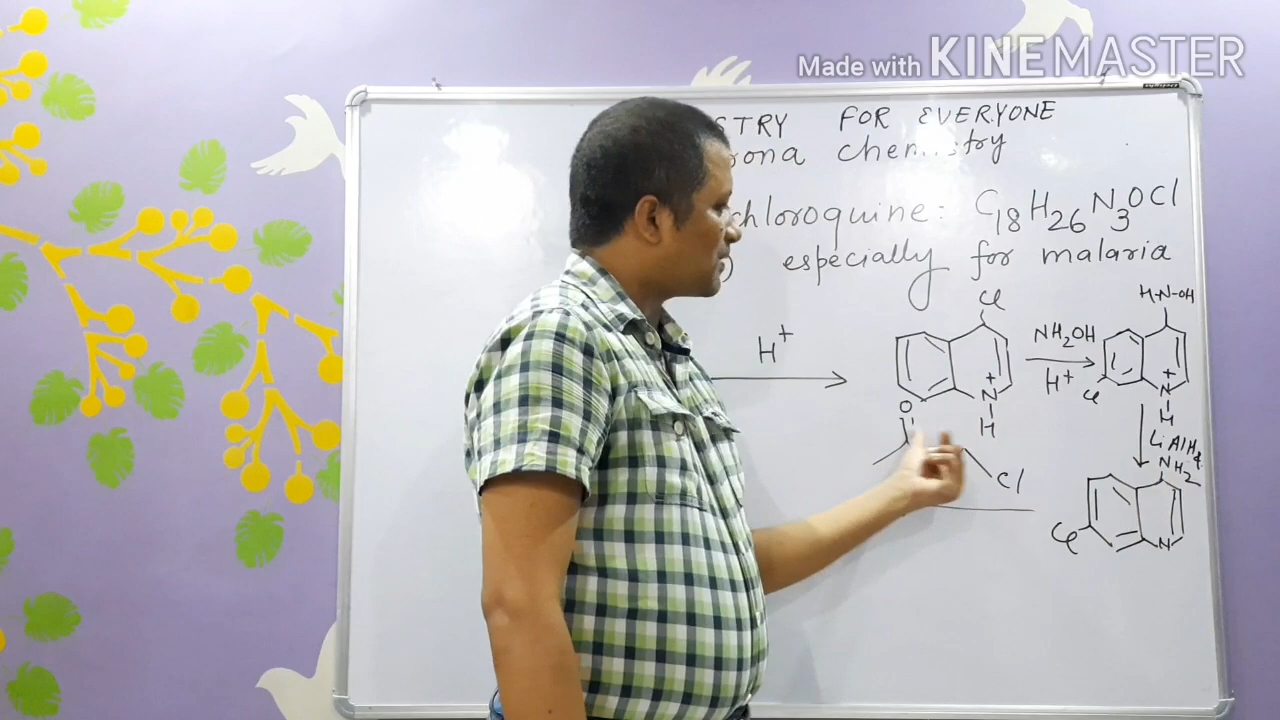 Made with KINEMASTER
STRY FOR EVERYONE
rona chemistry
chloroquine: C18H26N3OCl
) especially for malaria
Cl
H-N-OH
H+
NH2OH
H+
N+
H
Cl
N+
H
O
Cl
LiAlH4
NH2
Cl
N